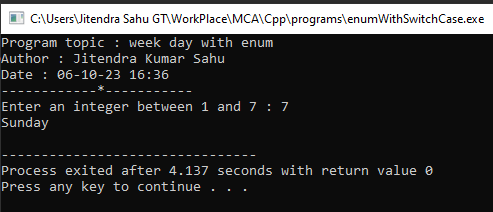 C:\Users\Jitendra Sahu GT\WorkPlace\MCA\Cpp\programs\enumWithSwitchCase.exe
Program topic : week day with enum
Author : Jitendra Kumar Sahu
Date : 06-10-23 16:36
------------*-----------
Enter an integer between 1 and 7 : 7
Sunday
--------------------------------
Process exited after 4.137 seconds with return value 0
Press any key to continue . . .